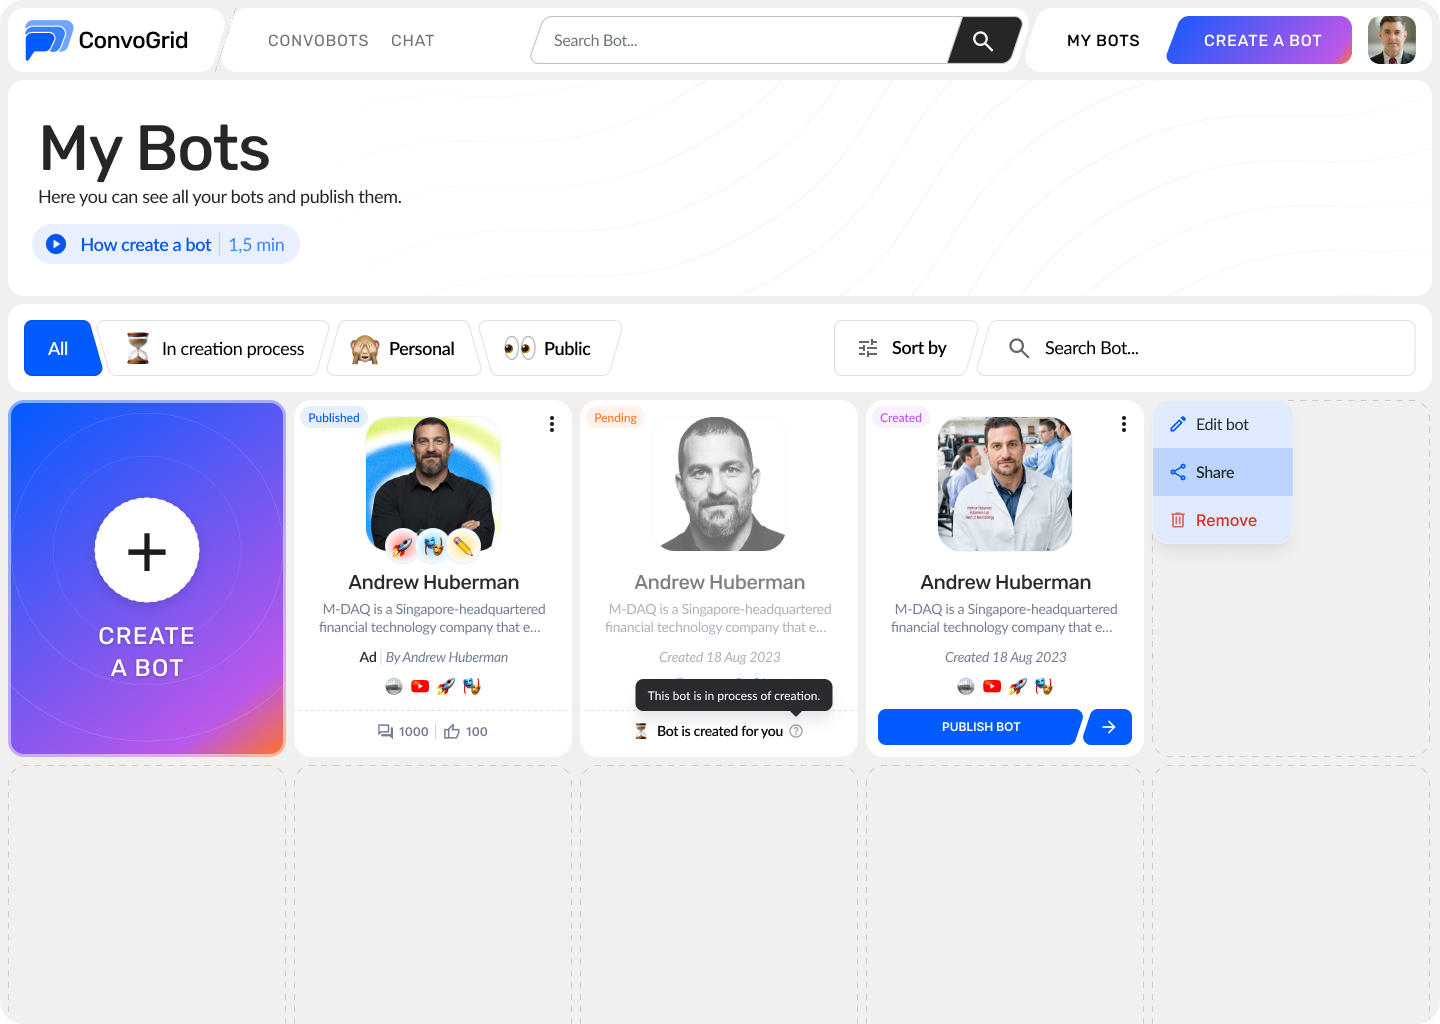 ConvoGrid
CONVOBOTS
CHAT
Search Bot...
MY BOTS
CREATE A BOT
My Bots
Here you can see all your bots and publish them.
How create a bot
1,5 min
All
In creation process
Personal
Public
Sort by
Search Bot...
CREATE
A BOT
Published
Andrew Huberman
M-DAQ is a Singapore-headquartered
financial technology company that e...
Ad
By Andrew Huberman
1000
100
Pending
Andrew Huberman
M-DAQ is a Singapore-headquartered
financial technology company that e...
Created 18 Aug 2023
This bot is in process of creation.
Bot is created for you
Created
Andrew Huberman
M-DAQ is a Singapore-headquartered
financial technology company that e...
Created 18 Aug 2023
PUBLISH BOT
Edit bot
Share
Remove